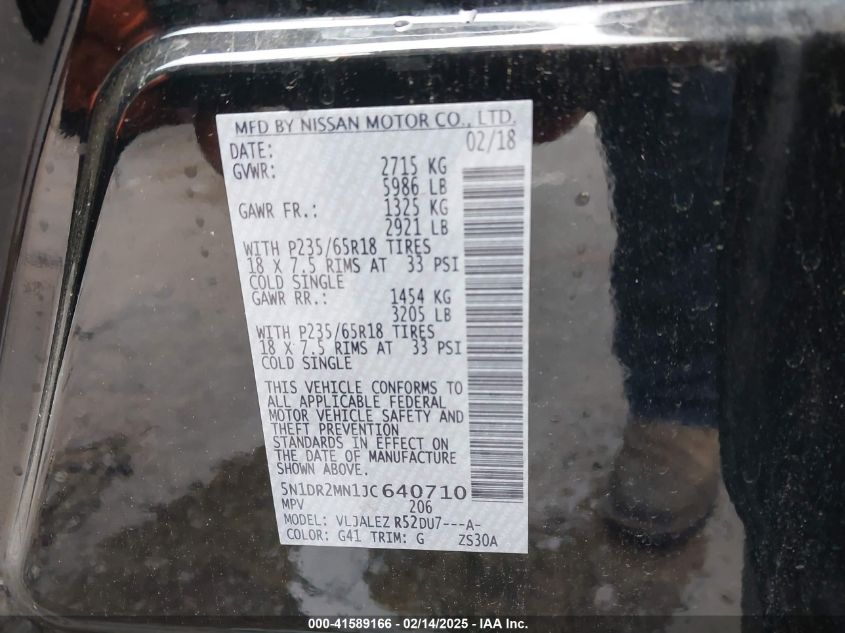 MFD BY NISSAN MOTOR CO., LTD.
DATE: 02/18
GVWR: 2715 KG
5986 LB
GAWR FR.: 1325 KG
2921 LB
WITH P235/65R18 TIRES
18 X 7.5 RIMS AT 33 PSI
COLD SINGLE
GAWR RR.: 1454 KG
3205 LB
WITH P235/65R18 TIRES
18 X 7.5 RIMS AT 33 PSI
COLD SINGLE
THIS VEHICLE CONFORMS TO
ALL APPLICABLE FEDERAL
MOTOR VEHICLE SAFETY AND
THEFT PREVENTION
STANDARDS IN EFFECT ON
THE DATE OF MANUFACTURE
SHOWN ABOVE.
5N1DR2MN1JC640710
MPV 206
MODEL: VLJALEZ R52DU7---A-
COLOR: G41 TRIM: G ZS30A
000-41589166 - 02/14/2025 - IAA Inc.